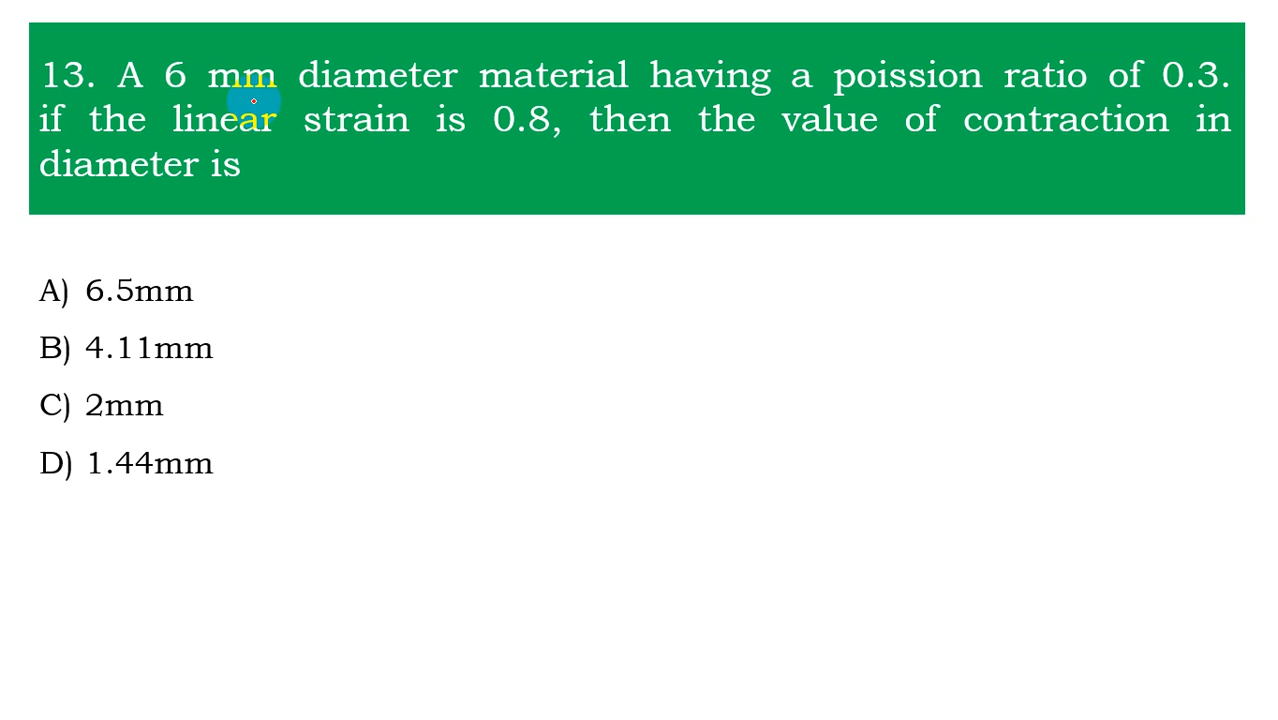 13. A 6 mm diameter material having a poission ratio of 0.3.
if the linear strain is 0.8, then the value of contraction in
diameter is
A) 6.5mm
B) 4.11mm
C) 2mm
D) 1.44mm